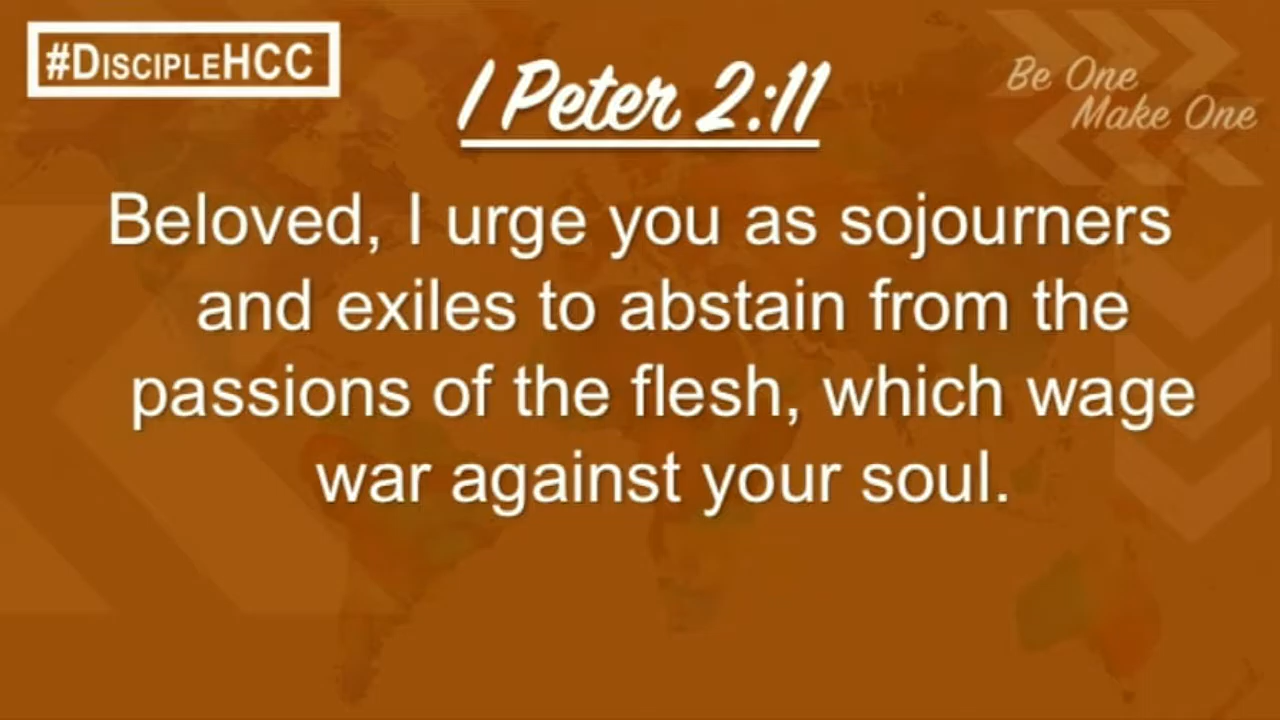 #DISCIPLEHCC
I Peter 2:11
Be One
Make One
Beloved, I urge you as sojourners
and exiles to abstain from the
passions of the flesh, which wage
war against your soul.